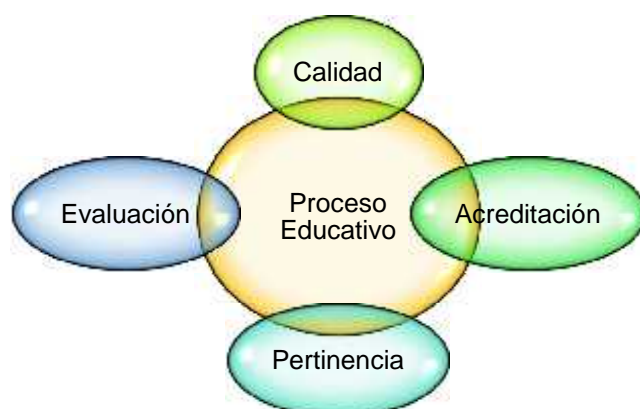 Calidad
Evaluación
Proceso
Educativo
Acreditación
Pertinencia